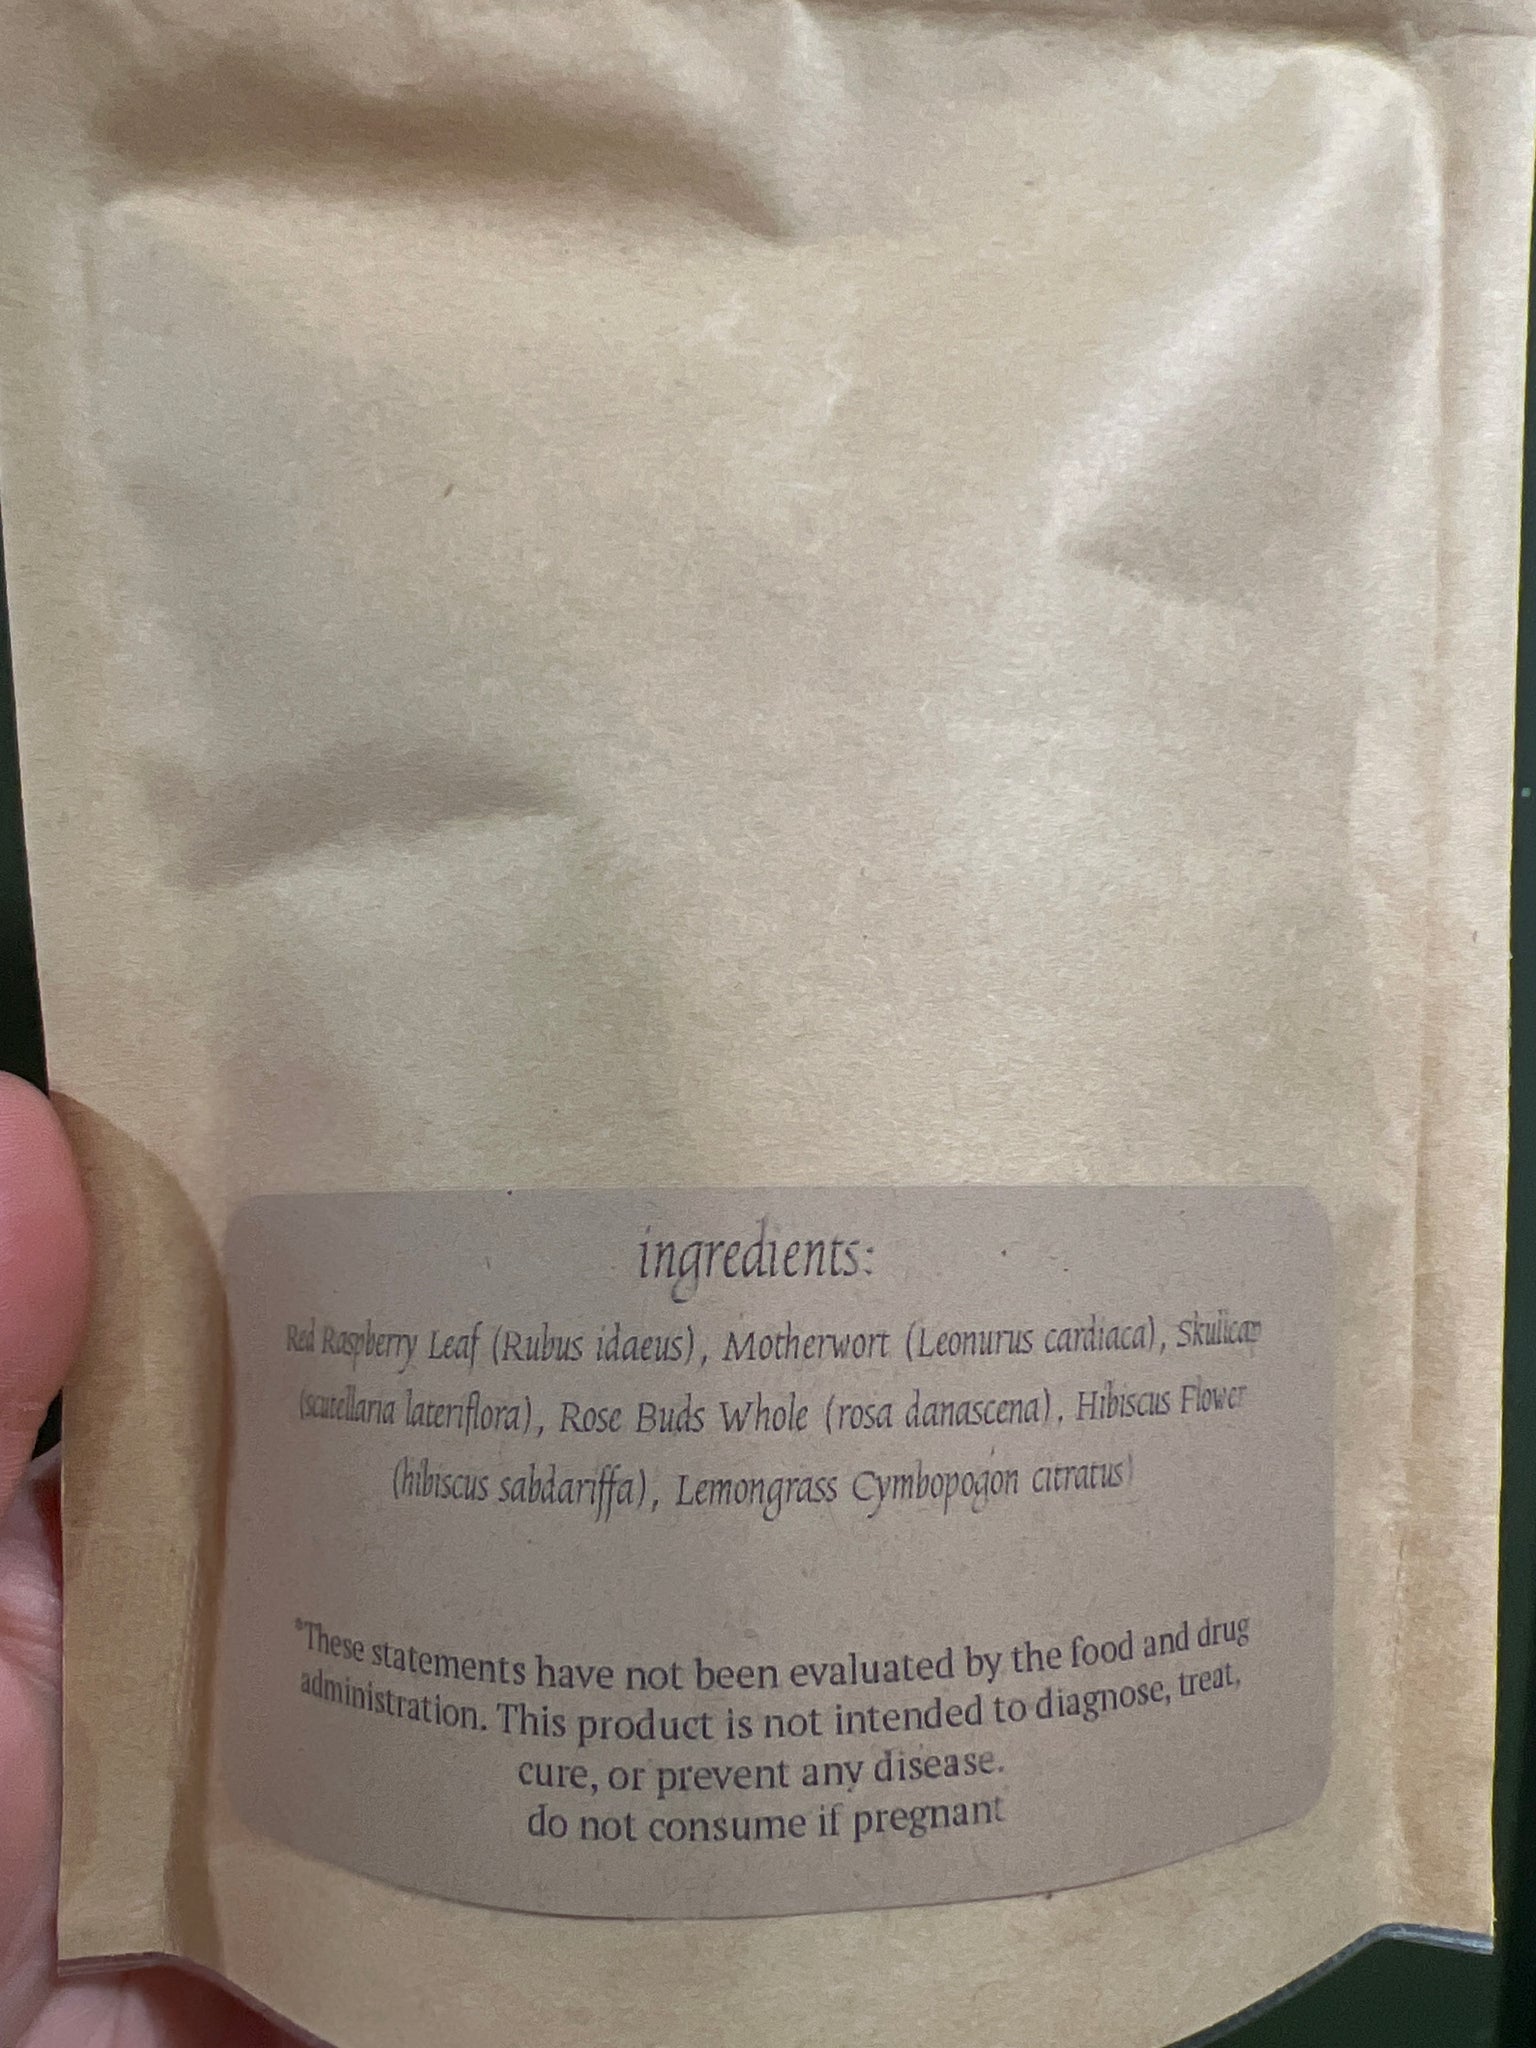 ingredients:
Red Raspberry Leaf (Rubus idaeus), Motherwort (Leonurus cardiaca), Skullcap
(scutellaria lateriflora), Rose Buds Whole (rosa danascena), Hibiscus Flower
(hibiscus sabdariffa), Lemongrass Cymbopogon citratus)
*These statements have not been evaluated by the food and drug
administration. This product is not intended to diagnose, treat,
cure, or prevent any disease.
do not consume if pregnant